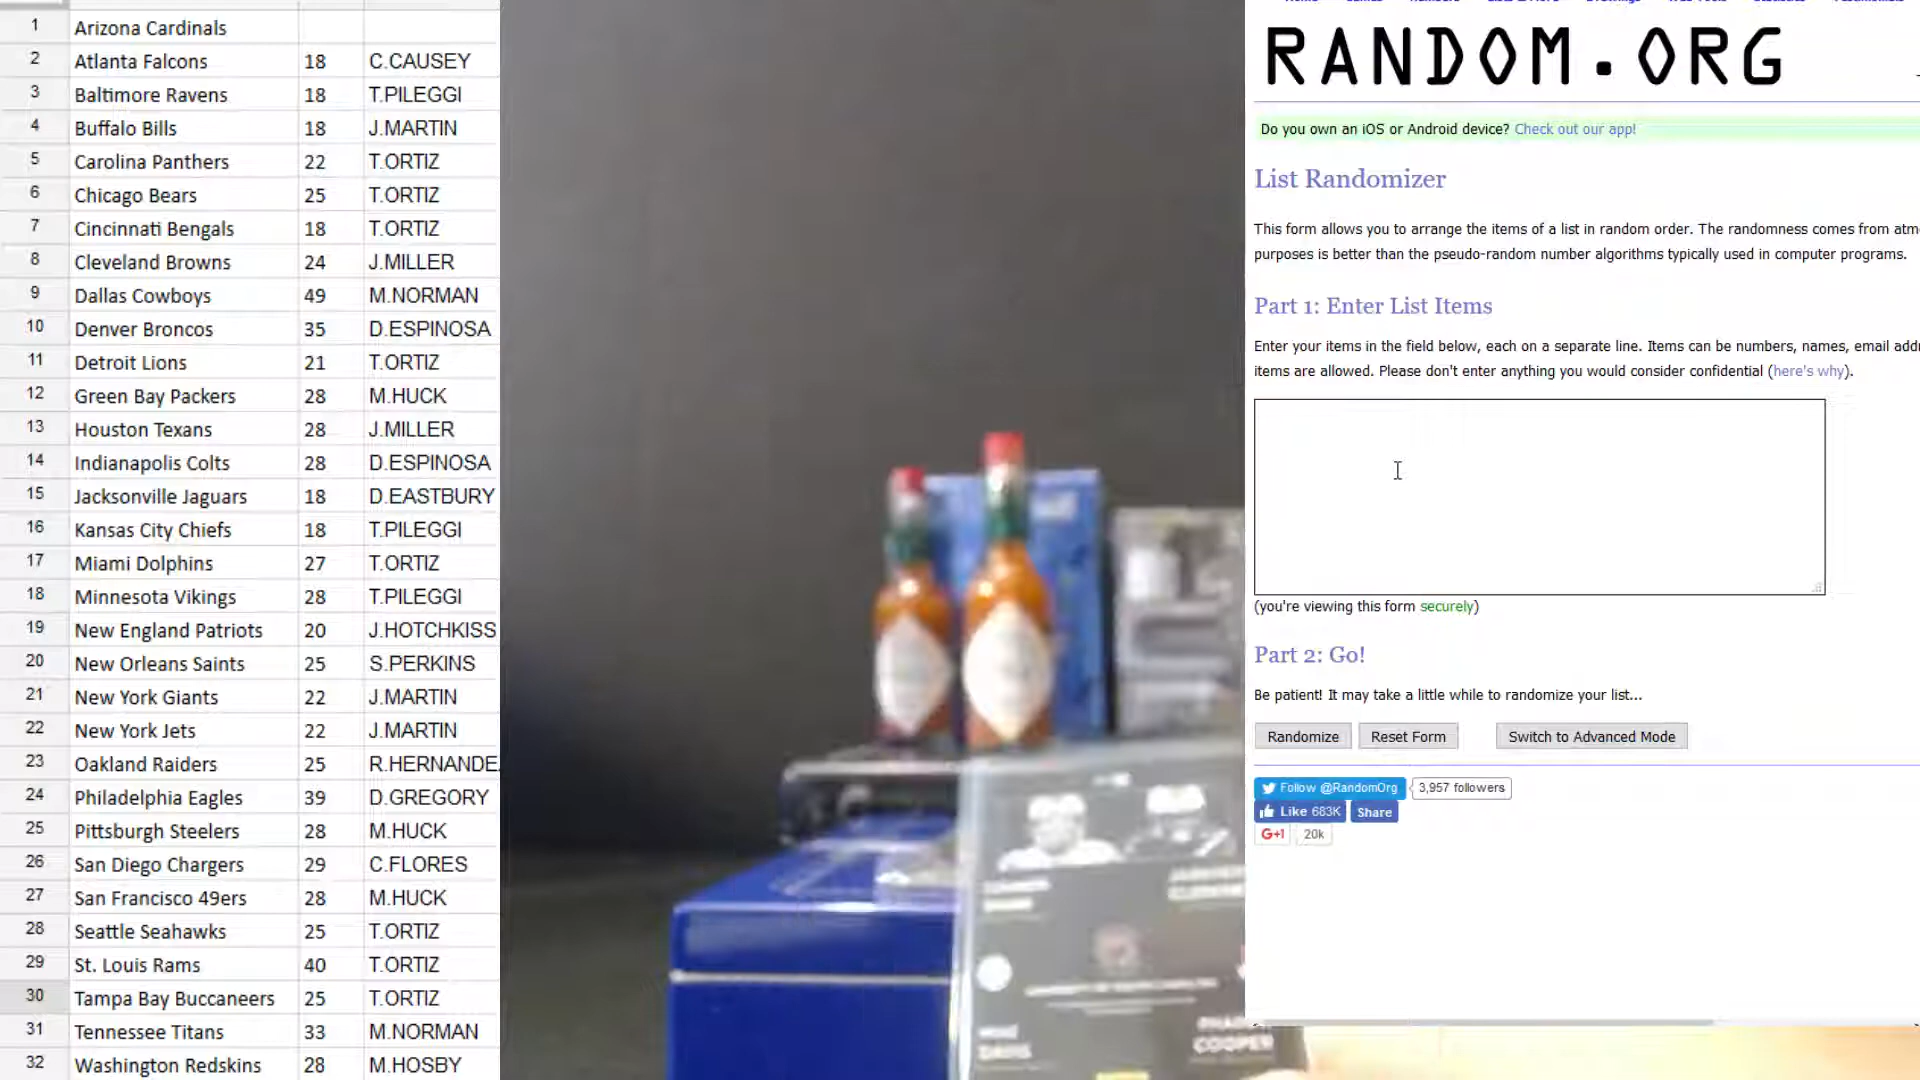 1 Arizona Cardinals
2 Atlanta Falcons 18 C.CAUSEY
3 Baltimore Ravens 18 T.PILEGGI
4 Buffalo Bills 18 J.MARTIN
5 Carolina Panthers 22 T.ORTIZ
6 Chicago Bears 25 T.ORTIZ
7 Cincinnati Bengals 18 T.ORTIZ
8 Cleveland Browns 24 J.MILLER
9 Dallas Cowboys 49 M.NORMAN
10 Denver Broncos 35 D.ESPINOSA
11 Detroit Lions 21 T.ORTIZ
12 Green Bay Packers 28 M.HUCK
13 Houston Texans 28 J.MILLER
14 Indianapolis Colts 28 D.ESPINOSA
15 Jacksonville Jaguars 18 D.EASTBURY
16 Kansas City Chiefs 18 T.PILEGGI
17 Miami Dolphins 27 T.ORTIZ
18 Minnesota Vikings 28 T.PILEGGI
19 New England Patriots 20 J.HOTCHKISS
20 New Orleans Saints 25 S.PERKINS
21 New York Giants 22 J.MARTIN
22 New York Jets 22 J.MARTIN
23 Oakland Raiders 25 R.HERNANDE
24 Philadelphia Eagles 39 D.GREGORY
25 Pittsburgh Steelers 28 M.HUCK
26 San Diego Chargers 29 C.FLORES
27 San Francisco 49ers 28 M.HUCK
28 Seattle Seahawks 25 T.ORTIZ
29 St. Louis Rams 40 T.ORTIZ
30 Tampa Bay Buccaneers 25 T.ORTIZ
31 Tennessee Titans 33 M.NORMAN
32 Washington Redskins 28 M.HOSBY
MIKE DAVIS
COOPER
RANDOM.ORG
Do you own an iOS or Android device? Check out our app!
List Randomizer
This form allows you to arrange the items of a list in random order. The randomness comes from atm
purposes is better than the pseudo-random number algorithms typically used in computer programs.
Part 1: Enter List Items
Enter your items in the field below, each on a separate line. Items can be numbers, names, email add
items are allowed. Please don't enter anything you would consider confidential (here's why).
(you're viewing this form securely)
Part 2: Go!
Be patient! It may take a little while to randomize your list...
Randomize Reset Form Switch to Advanced Mode
Follow @RandomOrg 3,957 followers
Like 683K Share
G+1 20k